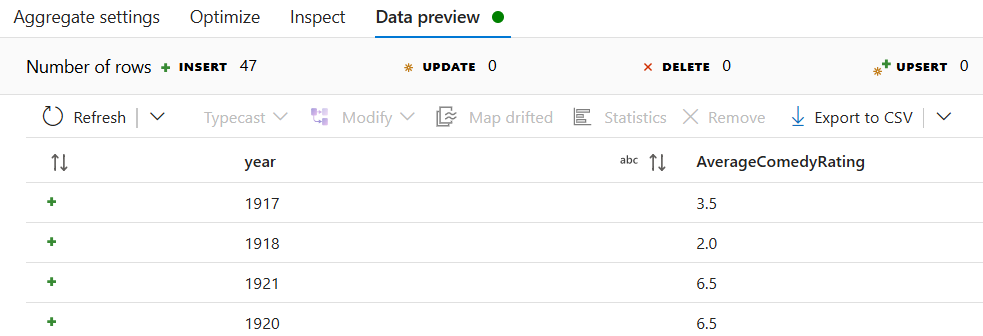 Aggregate settings Optimize Inspect Data preview
Number of rows INSERT 47 UPDATE 0 DELETE 0 UPSERT 0
Refresh Typecast Modify Map drifted Statistics Remove Export to CSV
year abc AverageComedyRating
1917 3.5
1918 2.0
1921 6.5
1920 6.5